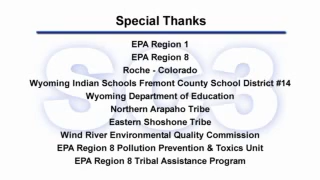 Special Thanks
EPA Region 1
EPA Region 8
Roche - Colorado
Wyoming Indian Schools Fremont County School District #14
Wyoming Department of Education
Northern Arapaho Tribe
Eastern Shoshone Tribe
Wind River Environmental Quality Commission
EPA Region 8 Pollution Prevention & Toxics Unit
EPA Region 8 Tribal Assistance Program